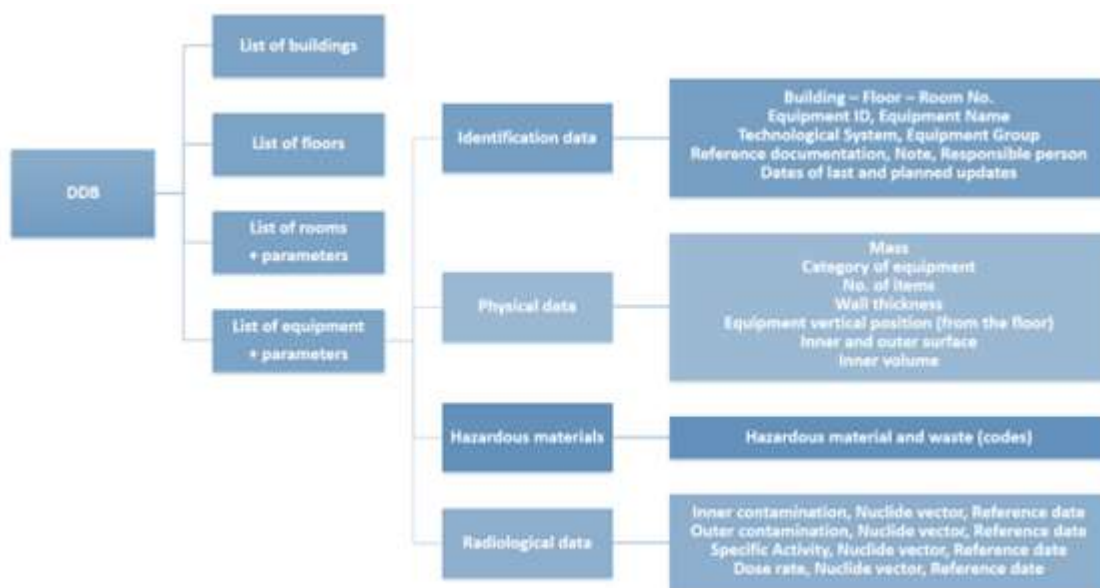 DDB
List of buildings
List of floors
List of rooms
+ parameters
List of equipment
+ parameters
Identification data
Building – Floor – Room No.
Equipment ID, Equipment Name
Technological System, Equipment Group
Reference documentation, Note, Responsible person
Dates of last and planned updates
Physical data
Mass
Category of equipment
No. of items
Wall thickness
Equipment vertical position (from the floor)
Inner and outer surface
Inner volume
Hazardous materials
Hazardous material and waste (codes)
Radiological data
Inner contamination, Nuclide vector, Reference date
Outer contamination, Nuclide vector, Reference date
Specific Activity, Nuclide vector, Reference date
Dose rate, Nuclide vector, Reference date